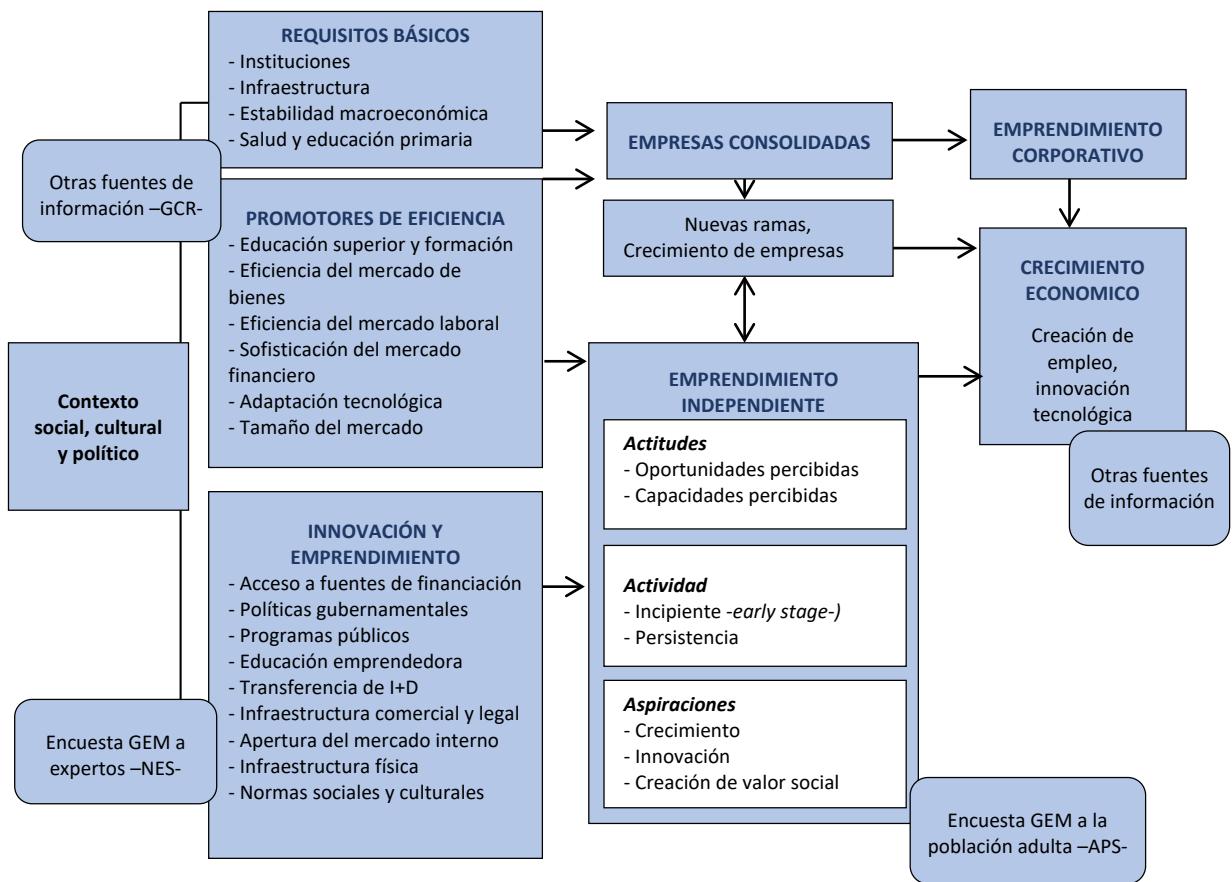 REQUISITOS BÁSICOS
- Instituciones
- Infraestructura
- Estabilidad macroeconómica
- Salud y educación primaria
Otras fuentes de
información –GCR-
PROMOTORES DE EFICIENCIA
- Educación superior y formación
- Eficiencia del mercado de
bienes
- Eficiencia del mercado laboral
- Sofisticación del mercado
financiero
- Adaptación tecnológica
- Tamaño del mercado
Contexto
social, cultural
y político
INNOVACIÓN Y
EMPRENDIMIENTO
- Acceso a fuentes de financiación
- Políticas gubernamentales
- Programas públicos
- Educación emprendedora
- Transferencia de I+D
- Infraestructura comercial y legal
- Apertura del mercado interno
- Infraestructura física
- Normas sociales y culturales
Encuesta GEM a
expertos –NES-
EMPRESAS CONSOLIDADAS
Nuevas ramas,
Crecimiento de empresas
EMPRENDIMIENTO
INDEPENDIENTE
Actitudes
- Oportunidades percibidas
- Capacidades percibidas
Actividad
- Incipiente -early stage-)
- Persistencia
Aspiraciones
- Crecimiento
- Innovación
- Creación de valor social
Encuesta GEM a la
población adulta –APS-
EMPRENDIMIENTO
CORPORATIVO
CRECIMIENTO
ECONOMICO
Creación de
empleo,
innovación
tecnológica
Otras fuentes
de información